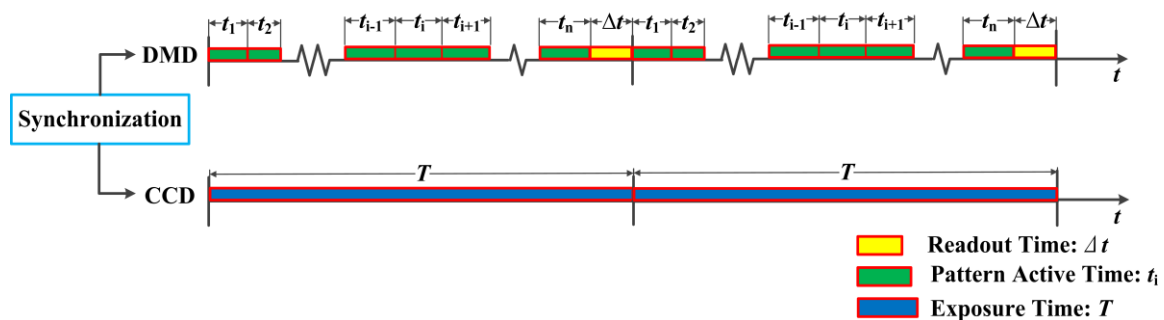 t1 t2 ti-1 ti ti+1 tn Δt t1 t2 ti-1 ti ti+1 tn Δt
DMD
t
Synchronization
T T
CCD
t
Readout Time: Δt
Pattern Active Time: ti
Exposure Time: T